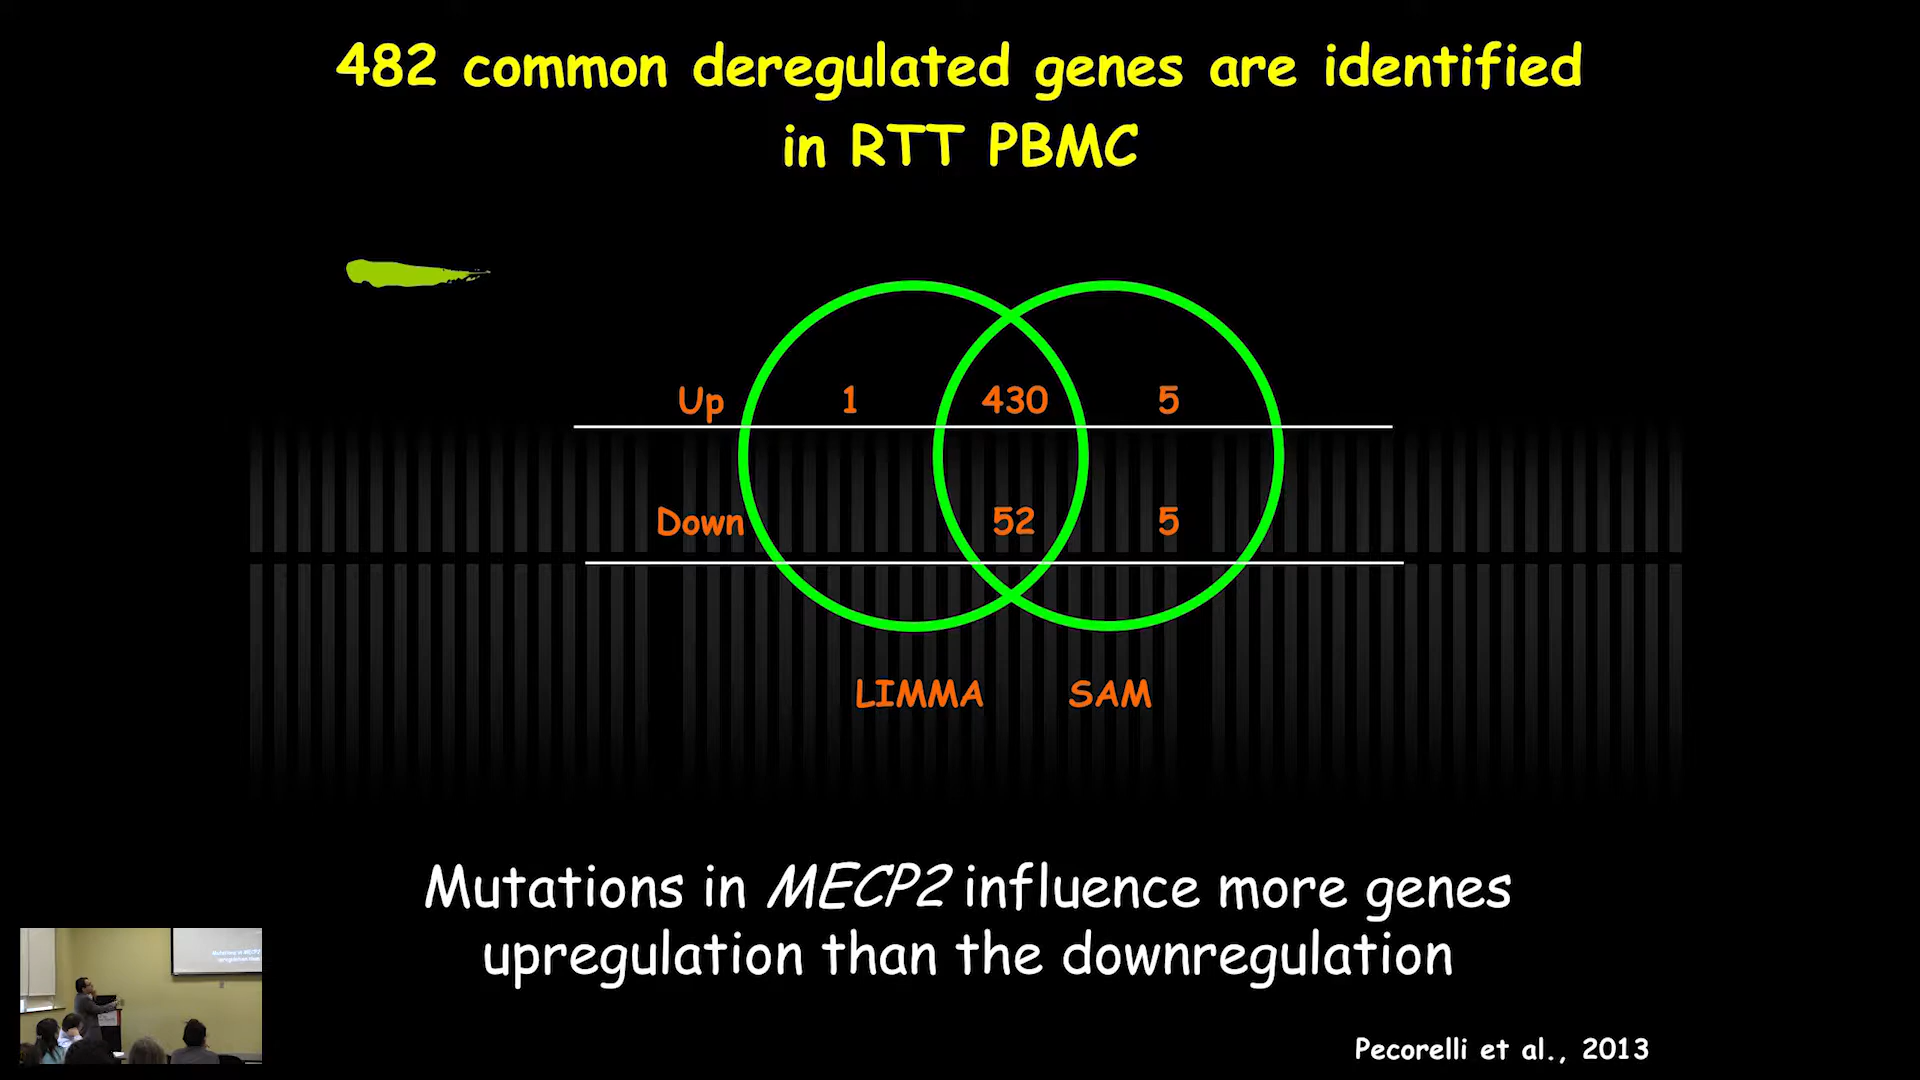 482 common deregulated genes are identified
in RTT PBMC
Up 1 430 5
Down 52 5
LIMMA SAM
Mutations in MECP2 influence more genes
upregulation than the downregulation
Pecorelli et al., 2013